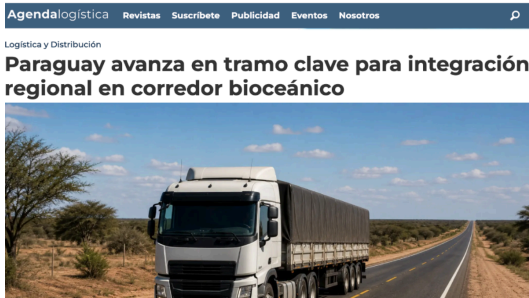 Agendalogística Revistas Suscríbete Publicidad Eventos Nosotros
Logística y Distribución
Paraguay avanza en tramo clave para integración
regional en corredor bioceánico